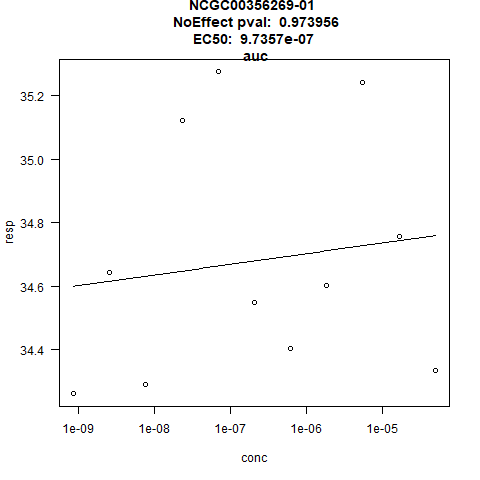 NCGC00356269-01
NoEffect pval: 0.973956
EC50: 9.7357e-07
auc
35.2
35.0
34.8
34.6
34.4
resp
1e-09 1e-08 1e-07 1e-06 1e-05
conc